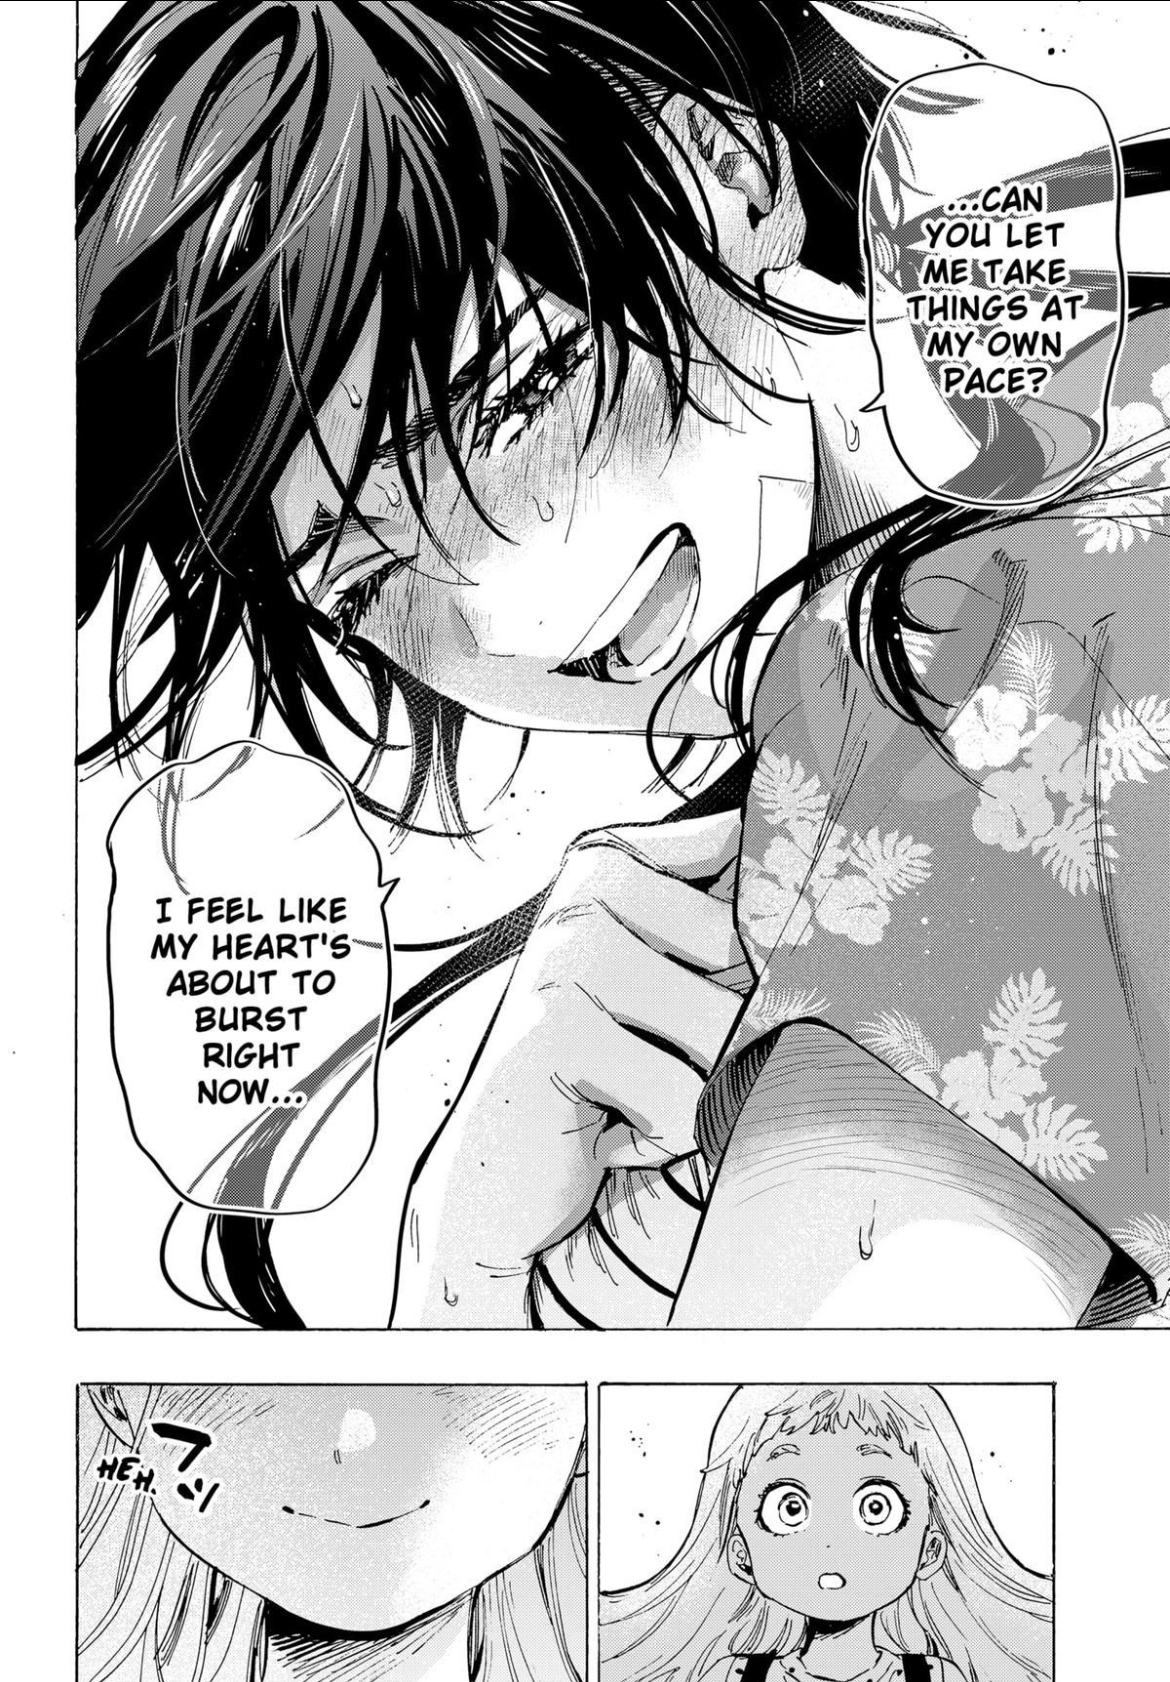 ...CAN
YOU LET
ME TAKE
THINGS AT
MY OWN
PACE?
I FEEL LIKE
MY HEART'S
ABOUT TO
BURST
RIGHT
NOW...
フッ
HEH.